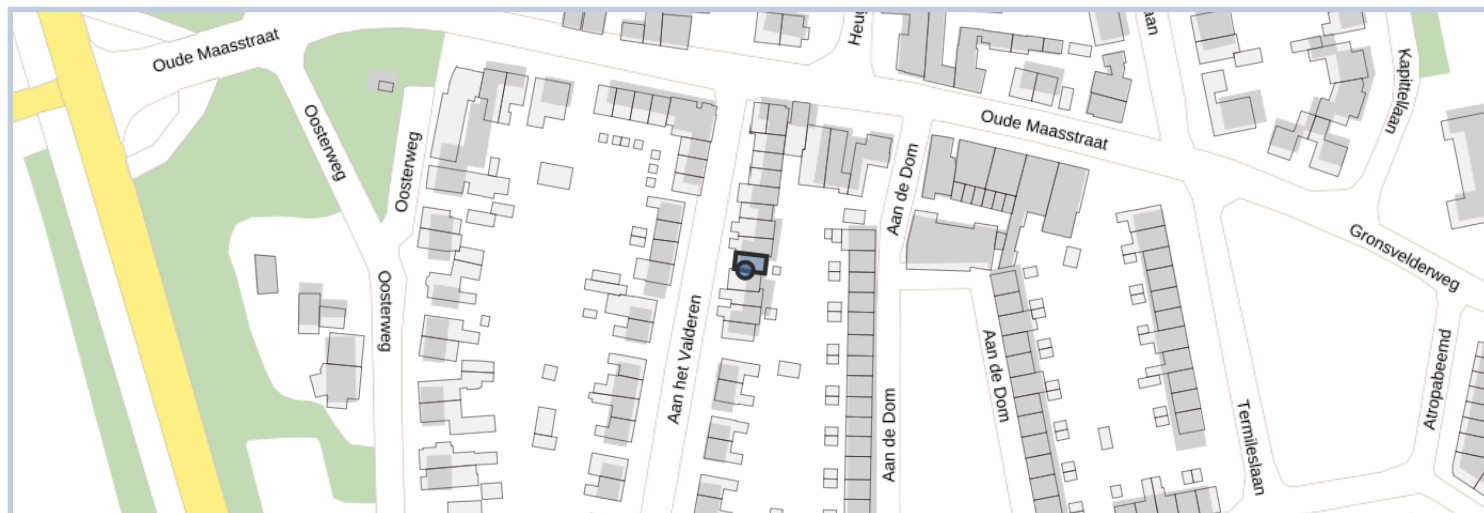 Oude Maasstraat
Oosterweg
Oosterweg
Oosterweg
Aan het Valderen
Aan de Dom
Aan de Dom
Aan de Dom
Oude Maasstraat
Kapittellaan
Gronsvelderweg
Termileslaan
Atropabeemd